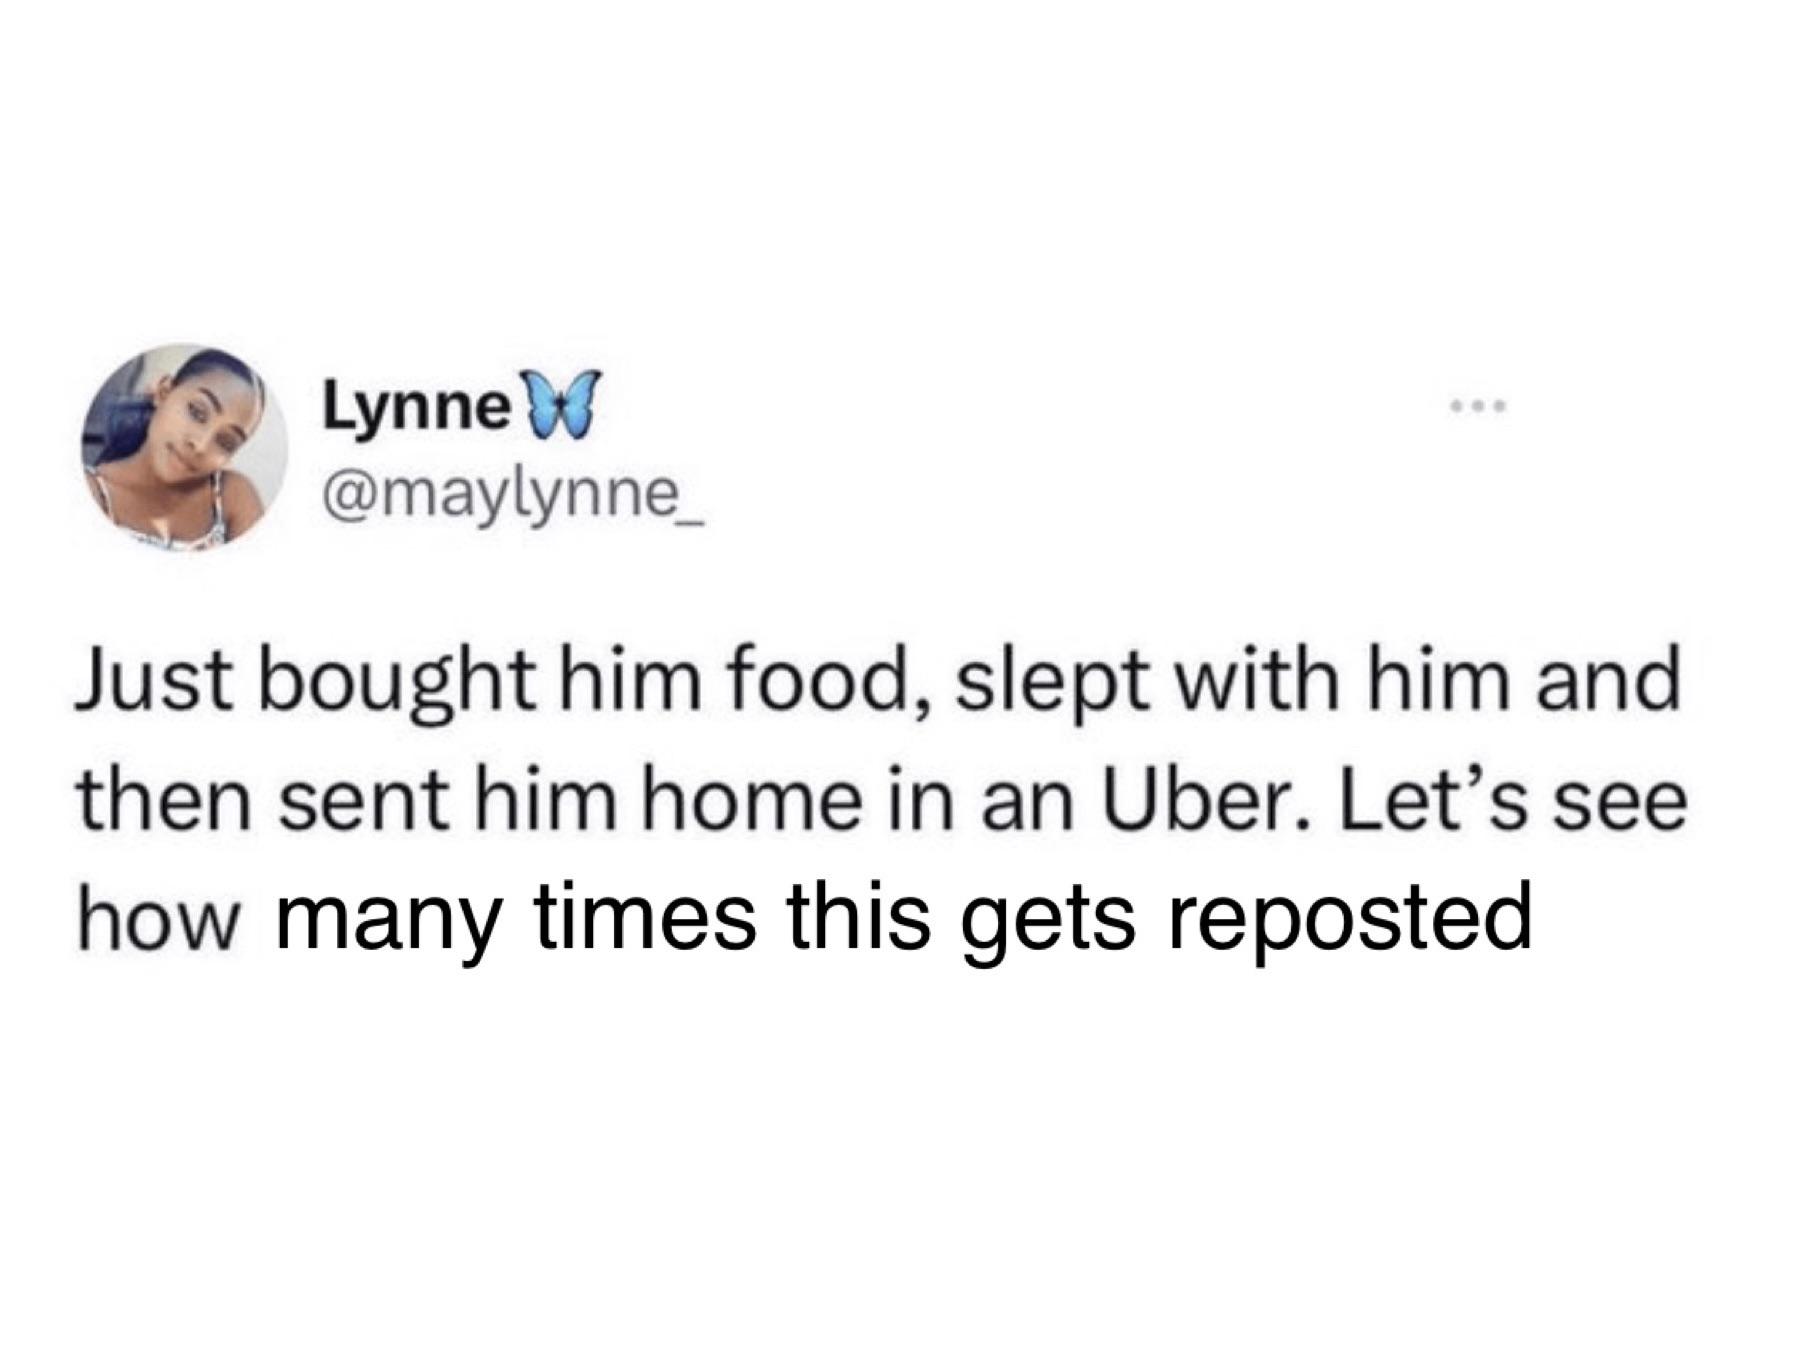 Lynne🦋
@maylynne_
Just bought him food, slept with him and
then sent him home in an Uber. Let’s see
how many times this gets reposted